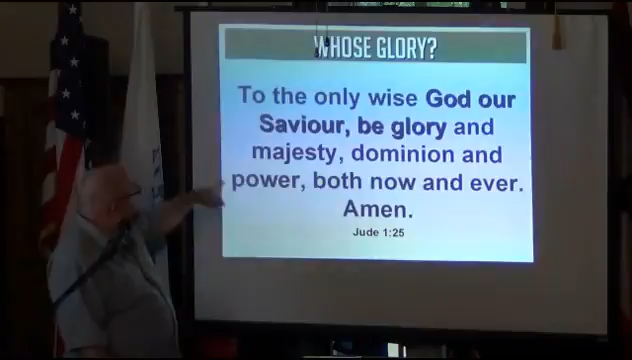 WHOSE GLORY?
To the only wise God our
Saviour, be glory and
majesty, dominion and
power, both now and ever.
Amen.
Jude 1:25